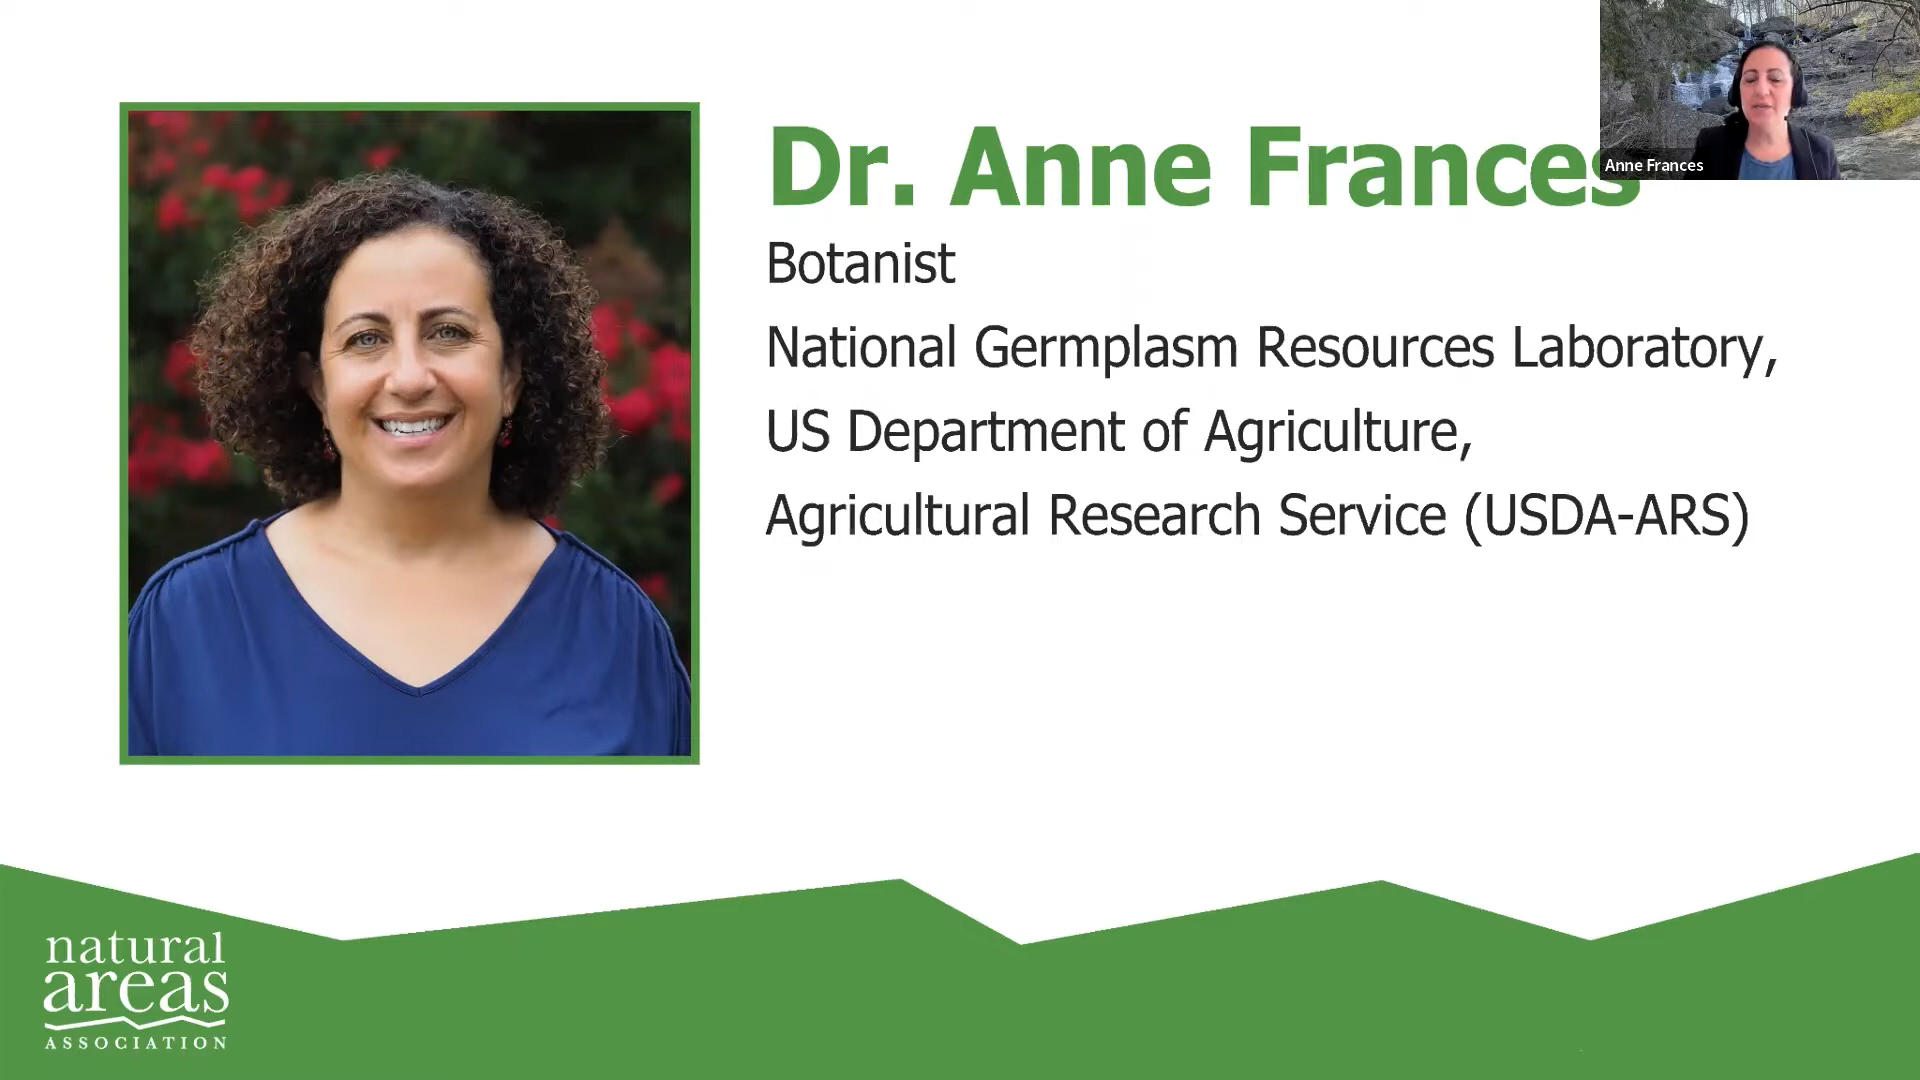 Dr. Anne Frances
Anne Frances
Botanist
National Germplasm Resources Laboratory,
US Department of Agriculture,
Agricultural Research Service (USDA-ARS)
natural
areas
ASSOCIATION